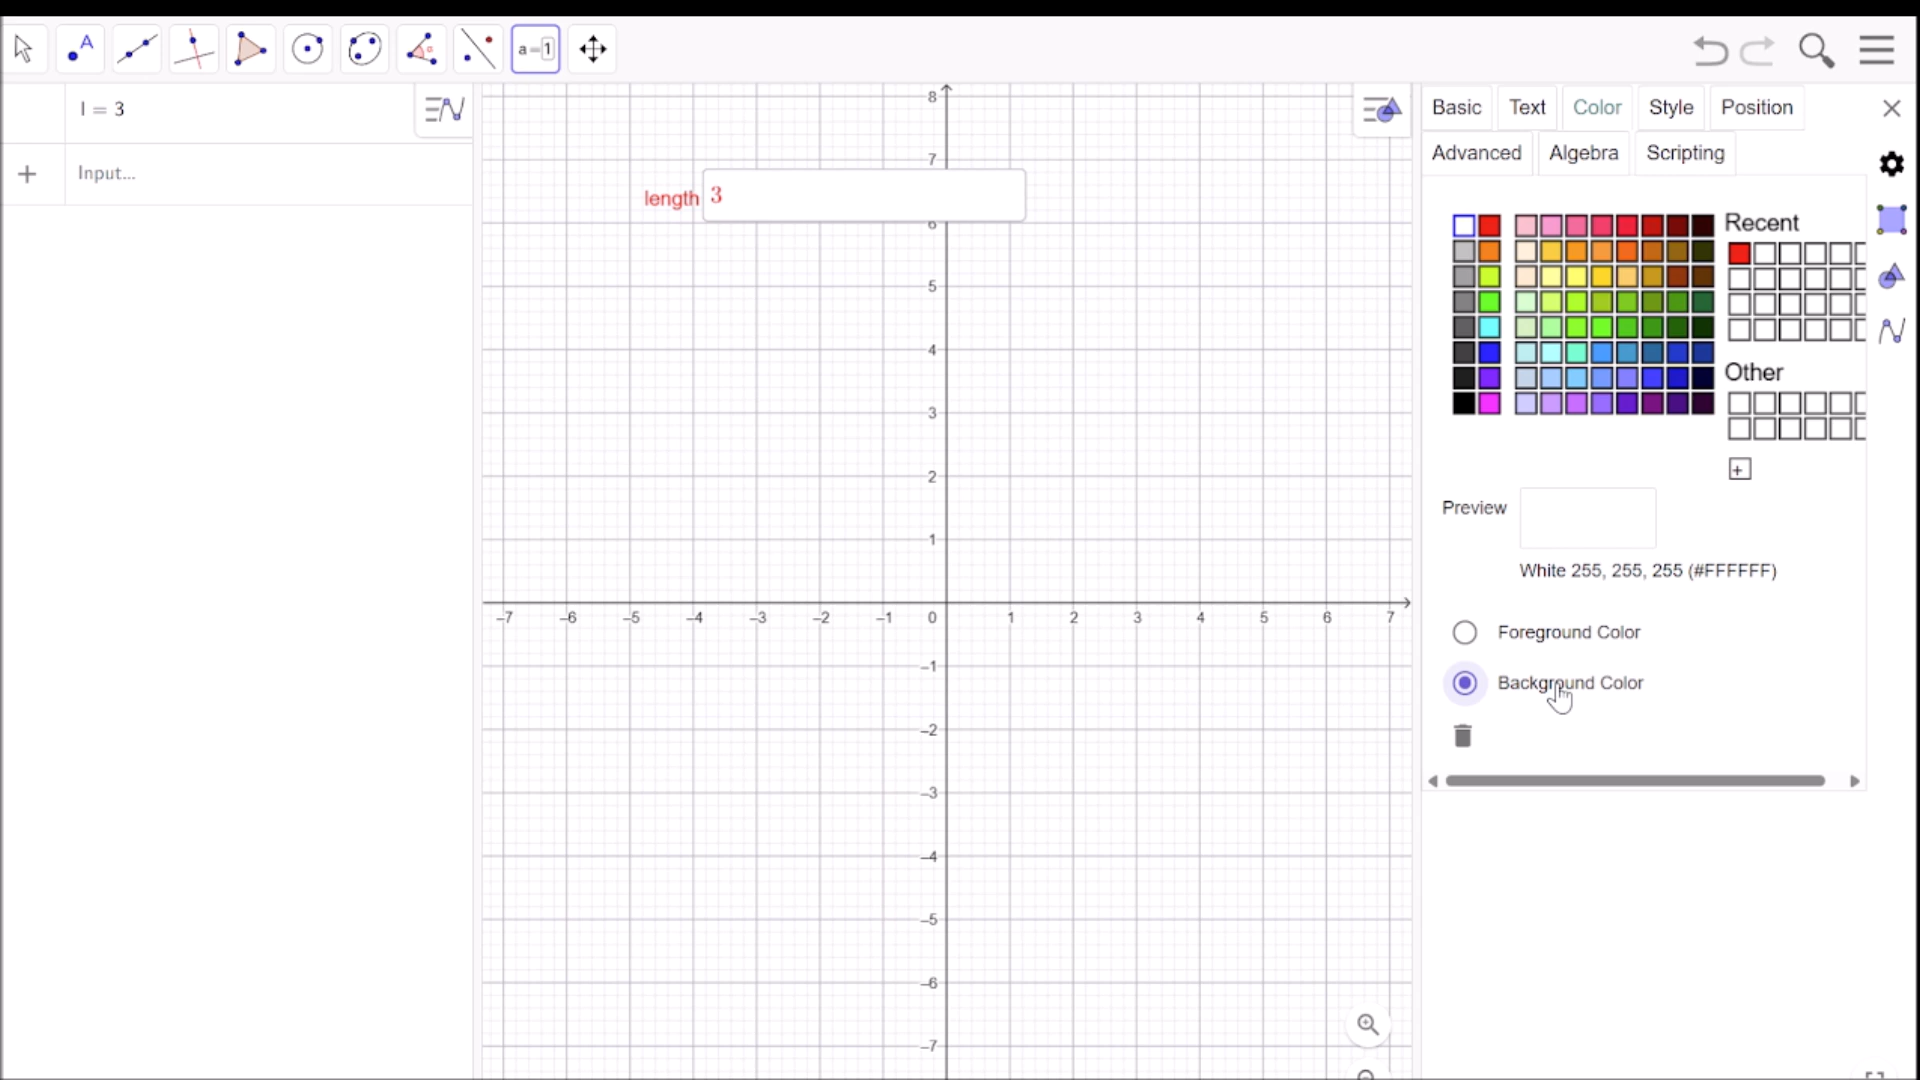 A
a=1
l = 3
Input...
length 3
8
7
6
5
4
3
2
1
−7 −6 −5 −4 −3 −2 −1 0 1 2 3 4 5 6 7
−1
−2
−3
−4
−5
−6
−7
Basic Text Color Style Position
Advanced Algebra Scripting
Recent
Other
+
Preview
White 255, 255, 255 (#FFFFFF)
Foreground Color
Background Color